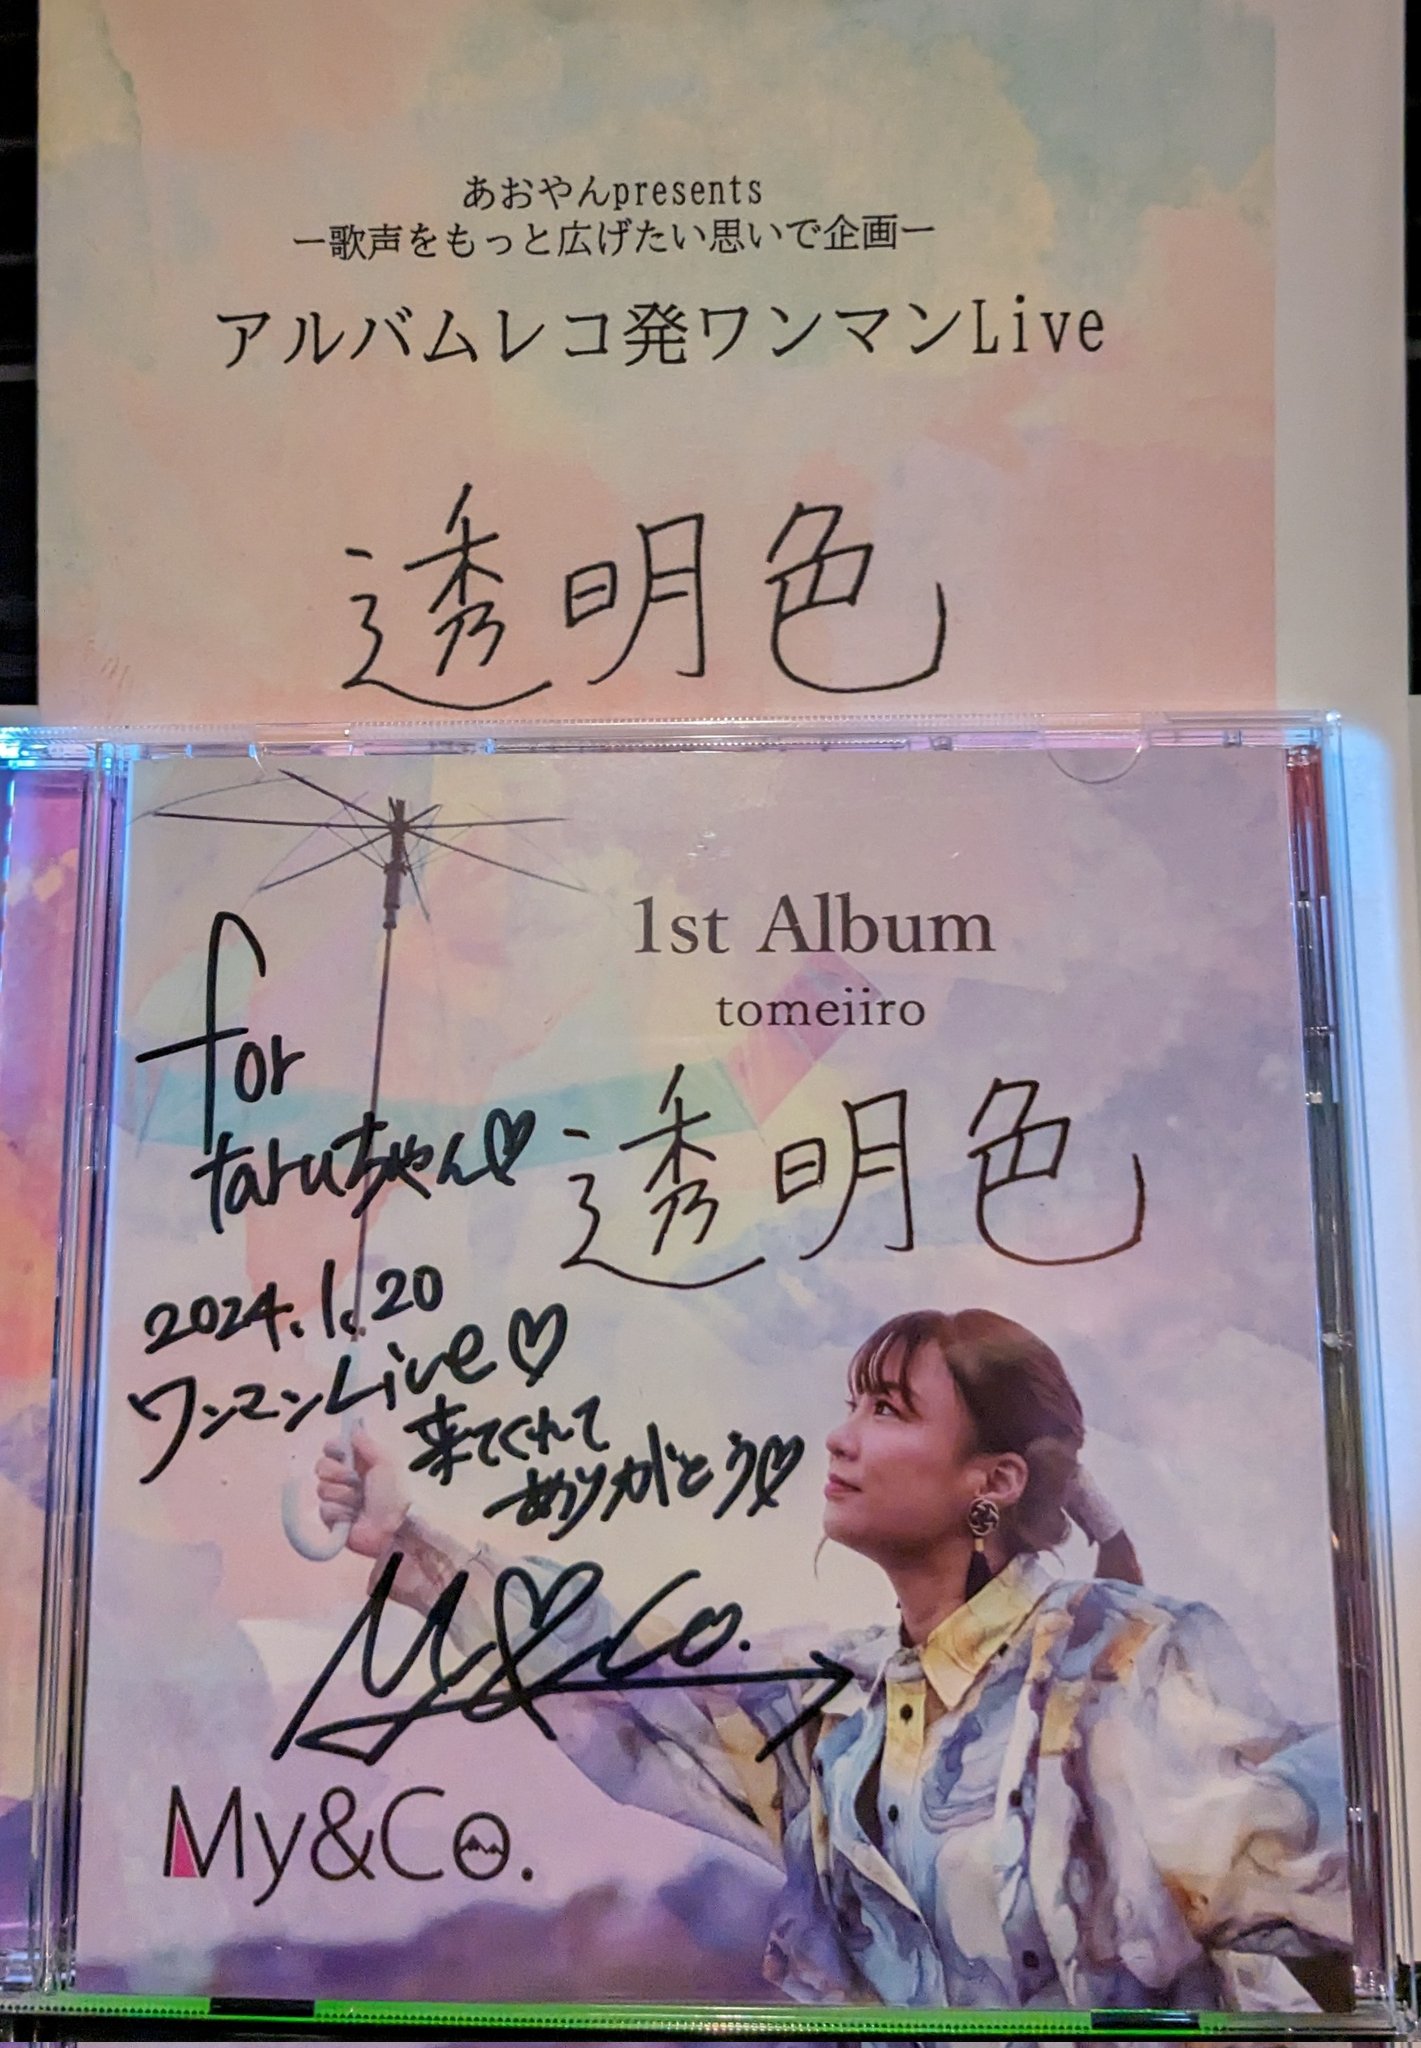 あおやんpresents
ー歌声をもっと広げたい思いで企画ー
アルバムレコ発ワンマンLive
透明色
1st Album
tomeiiro
透明色
for
taruちゃん♡
2024.1.20
ワンマンLive♡
来てくれて
ありがとう♡
My&Co.
My&Co.